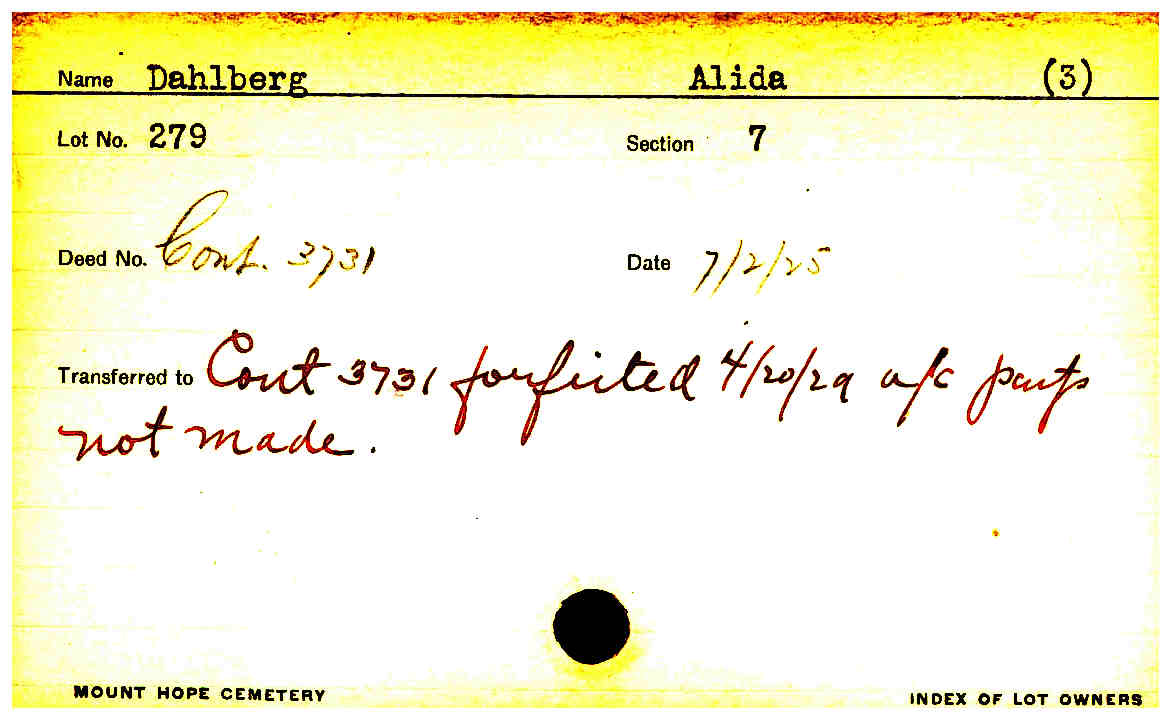 Name Dahlberg Alida (3)
Lot No. 279 Section 7
Deed No. Cont. 3731 Date 7/2/25
Transferred to Cont 3731 forfeited 4/20/29 a/c paymts
not made.
MOUNT HOPE CEMETERY INDEX OF LOT OWNERS